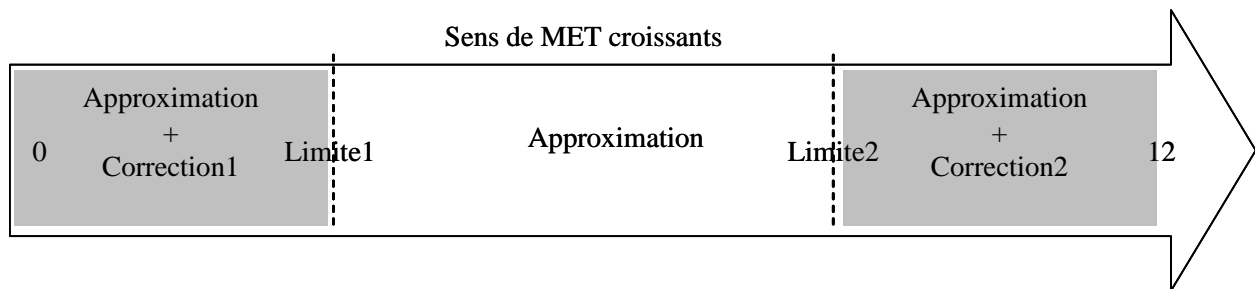 Sens de MET croissants
Approximation
+
Correction1
0
Limite1
Approximation
Limite2
Approximation
+
Correction2
12